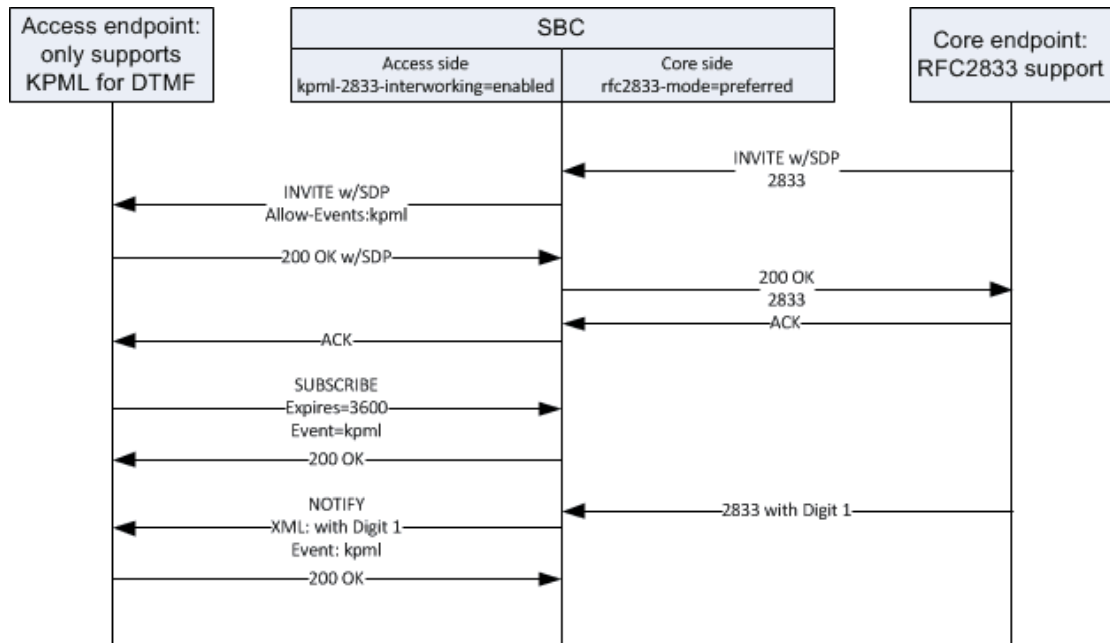 Access endpoint:
only supports
KPML for DTMF
SBC
Access side
kpml-2833-interworking=enabled
Core side
rfc2833-mode=preferred
Core endpoint:
RFC2833 support
INVITE w/SDP
2833
INVITE w/SDP
Allow-Events:kpml
200 OK w/SDP
200 OK
2833
ACK
ACK
SUBSCRIBE
Expires=3600
Event=kpml
200 OK
2833 with Digit 1
NOTIFY
XML: with Digit 1
Event: kpml
200 OK